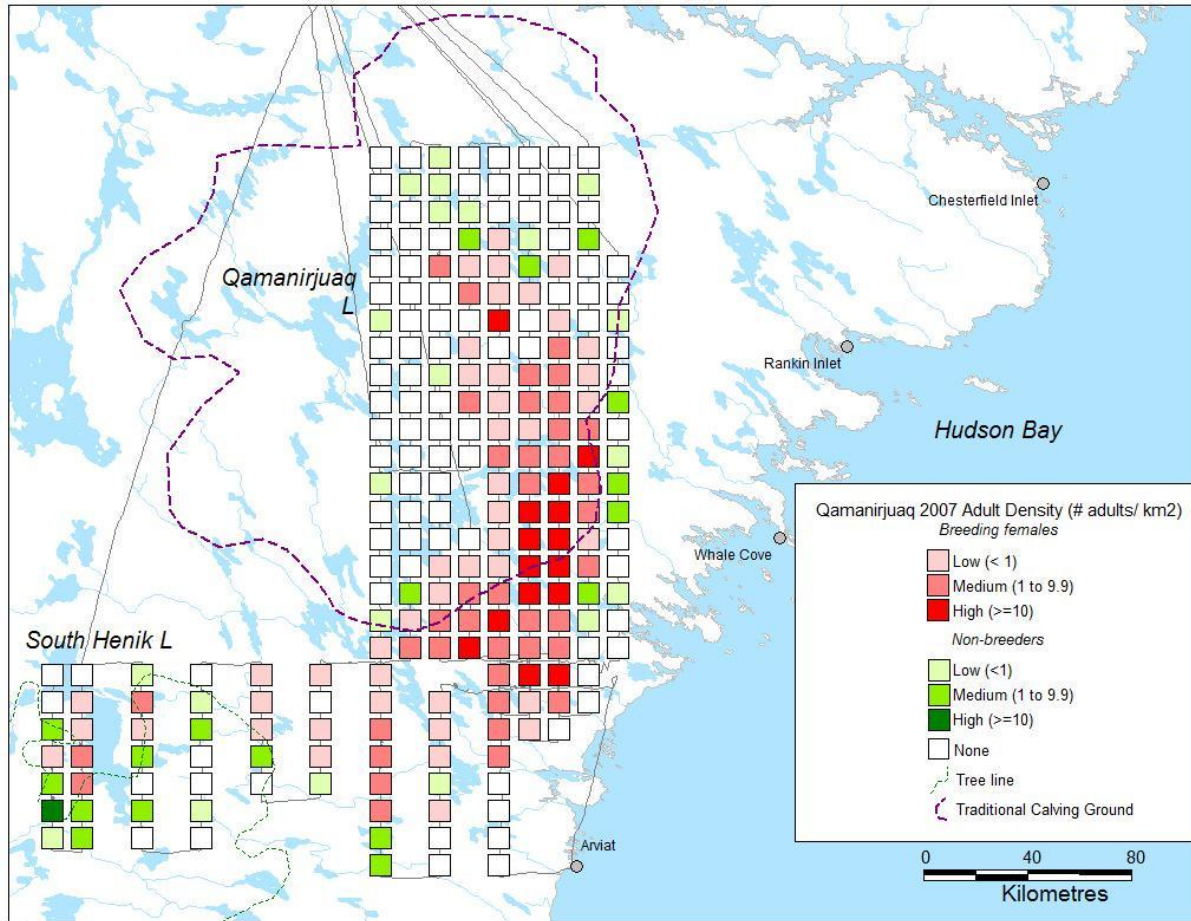 Chesterfield Inlet
Qamanirjuaq
L
Rankin Inlet
Hudson Bay
Whale Cove
South Henik L
Arviat
Qamanirjuaq 2007 Adult Density (# adults/ km2)
Breeding females
Low (< 1)
Medium (1 to 9.9)
High (>=10)
Non-breeders
Low (<1)
Medium (1 to 9.9)
High (>=10)
None
Tree line
Traditional Calving Ground
0 40 80
Kilometres